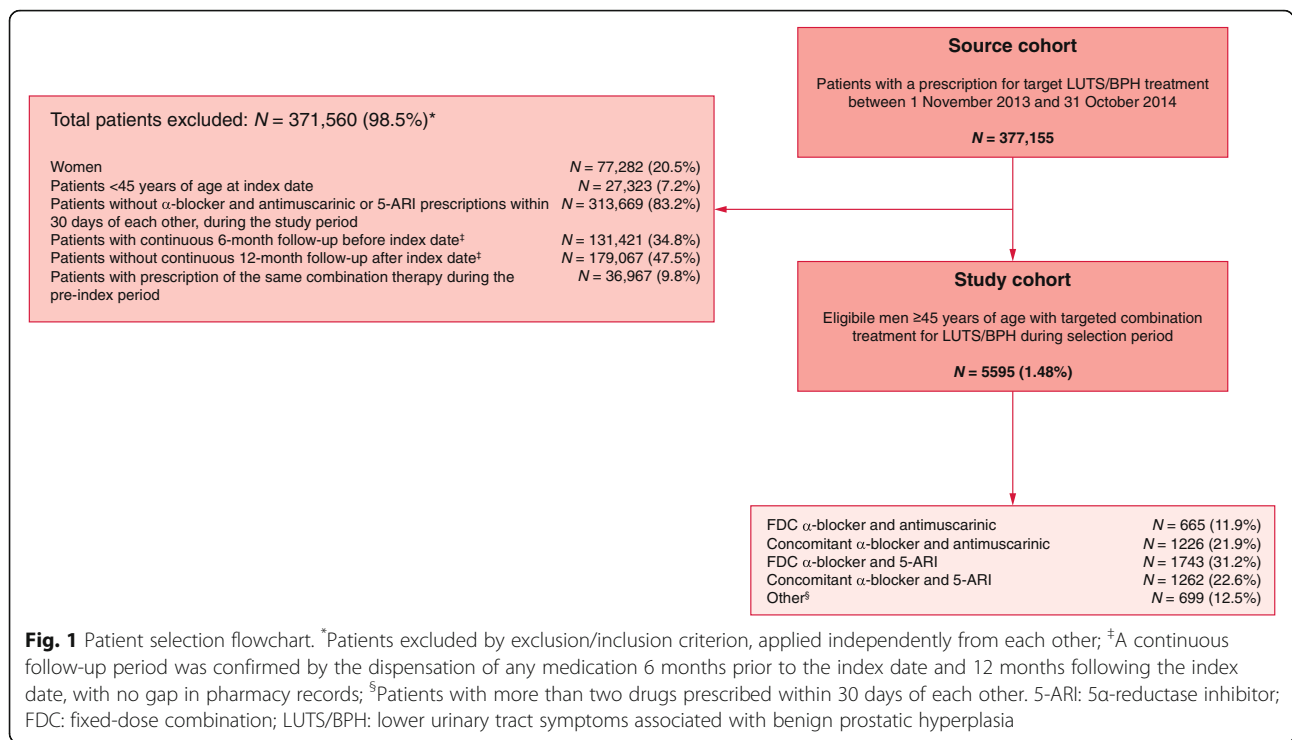 Source cohort
Patients with a prescription for target LUTS/BPH treatment
between 1 November 2013 and 31 October 2014
N = 377,155
Total patients excluded: N = 371,560 (98.5%)*
Women N = 77,282 (20.5%)
Patients <45 years of age at index date N = 27,323 (7.2%)
Patients without α-blocker and antimuscarinic or 5-ARI prescriptions within N = 313,669 (83.2%)
30 days of each other, during the study period
Patients with continuous 6-month follow-up before index date‡ N = 131,421 (34.8%)
Patients without continuous 12-month follow-up after index date‡ N = 179,067 (47.5%)
Patients with prescription of the same combination therapy during the N = 36,967 (9.8%)
pre-index period
Study cohort
Eligibile men ≥45 years of age with targeted combination
treatment for LUTS/BPH during selection period
N = 5595 (1.48%)
FDC α-blocker and antimuscarinic N = 665 (11.9%)
Concomitant α-blocker and antimuscarinic N = 1226 (21.9%)
FDC α-blocker and 5-ARI N = 1743 (31.2%)
Concomitant α-blocker and 5-ARI N = 1262 (22.6%)
Other§ N = 699 (12.5%)
Fig. 1 Patient selection flowchart. *Patients excluded by exclusion/inclusion criterion, applied independently from each other; ‡A continuous
follow-up period was confirmed by the dispensation of any medication 6 months prior to the index date and 12 months following the index
date, with no gap in pharmacy records; §Patients with more than two drugs prescribed within 30 days of each other. 5-ARI: 5α-reductase inhibitor;
FDC: fixed-dose combination; LUTS/BPH: lower urinary tract symptoms associated with benign prostatic hyperplasia